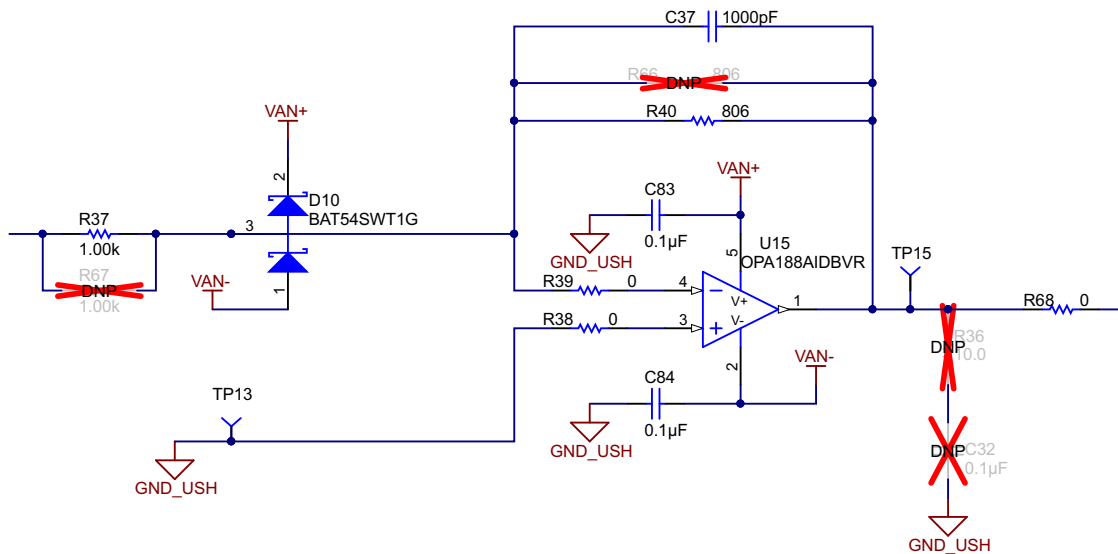 C37 1000pF
R66 DNP 806
R40 806
VAN+
2
D10
BAT54SWT1G
3
R37
1.00k
R67
DNP
1.00k
VAN-
1
VAN+
C83
0.1µF
GND_USH
U15
OPA188AIDBVR
5
R39 0 4
V+
V-
1
R38 0 3
2
TP15
R68 0
R36
DNP
10.0
VAN-
C84
0.1µF
GND_USH
TP13
GND_USH
DNP C32
0.1µF
GND_USH